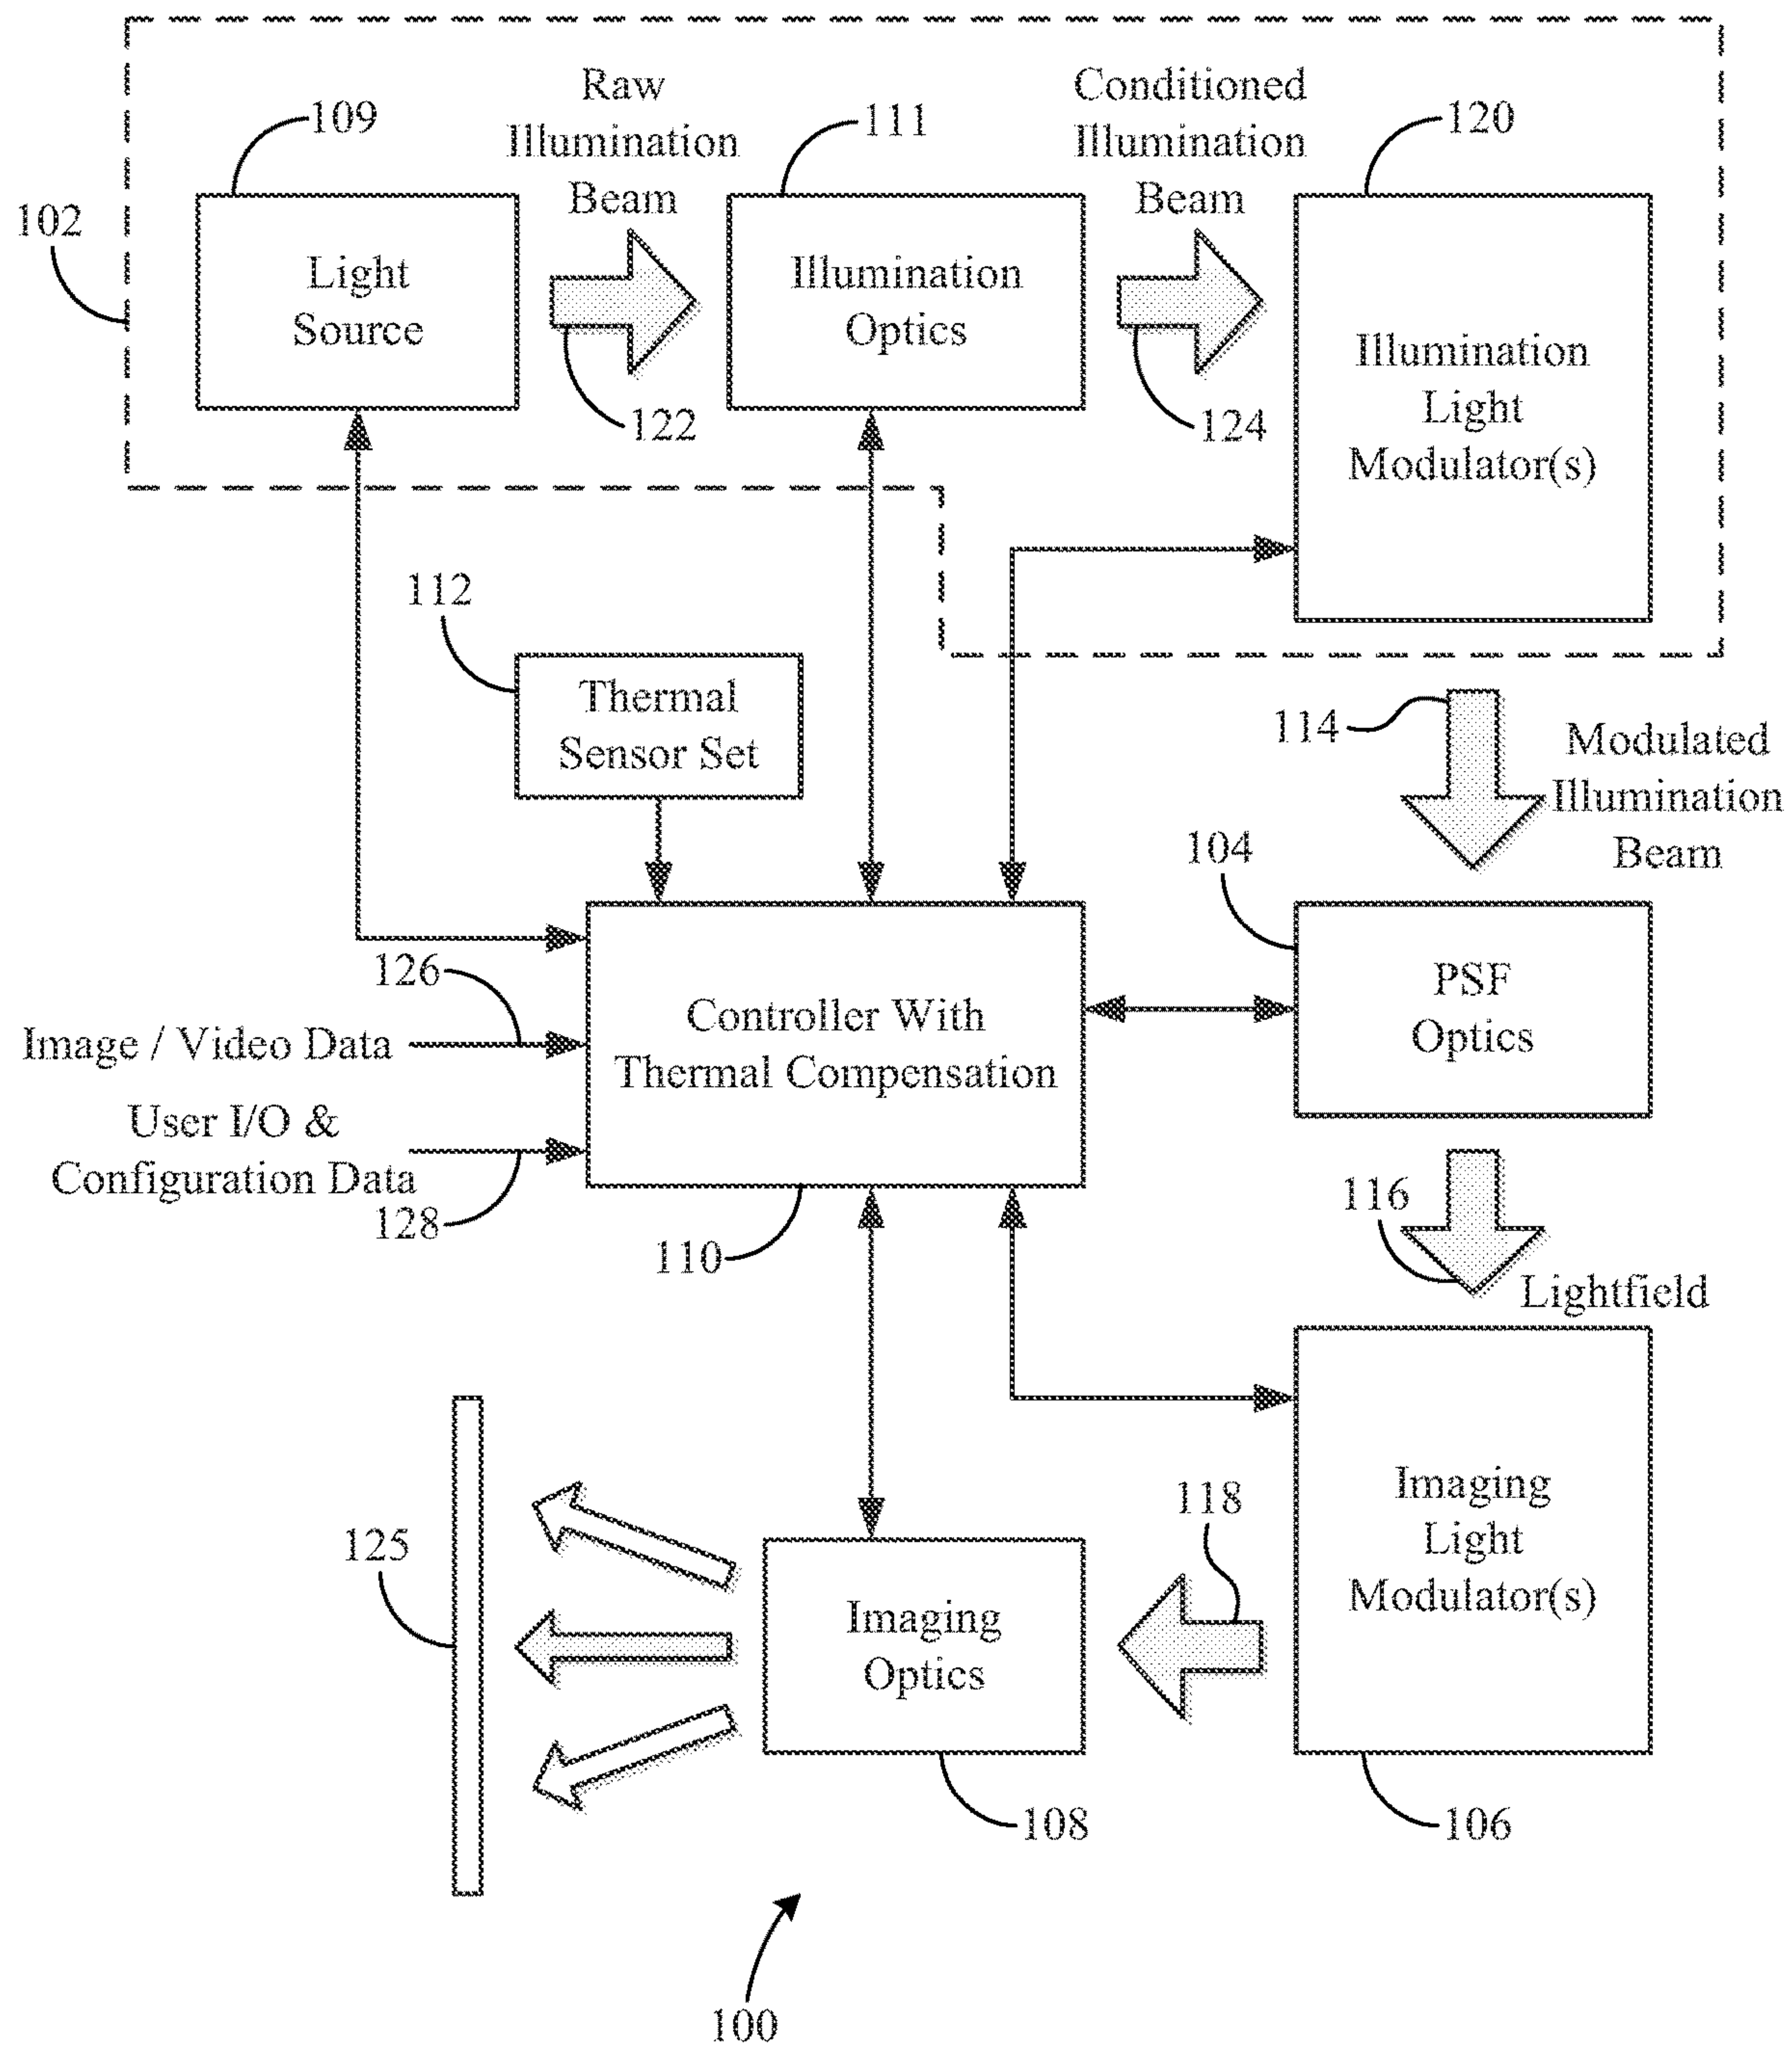 Raw
Illumination
Beam
Conditioned
Illumination
Beam
109
111
120
102
Light
Source
Illumination
Optics
Illumination
Light
Modulator(s)
122
124
112
Thermal
Sensor Set
114
Modulated
Illumination
Beam
104
126
PSF
Optics
Controller With
Thermal Compensation
Image / Video Data
User I/O &
Configuration Data
128
110
116
Lightfield
118
125
Imaging
Light
Modulator(s)
Imaging
Optics
108
106
100